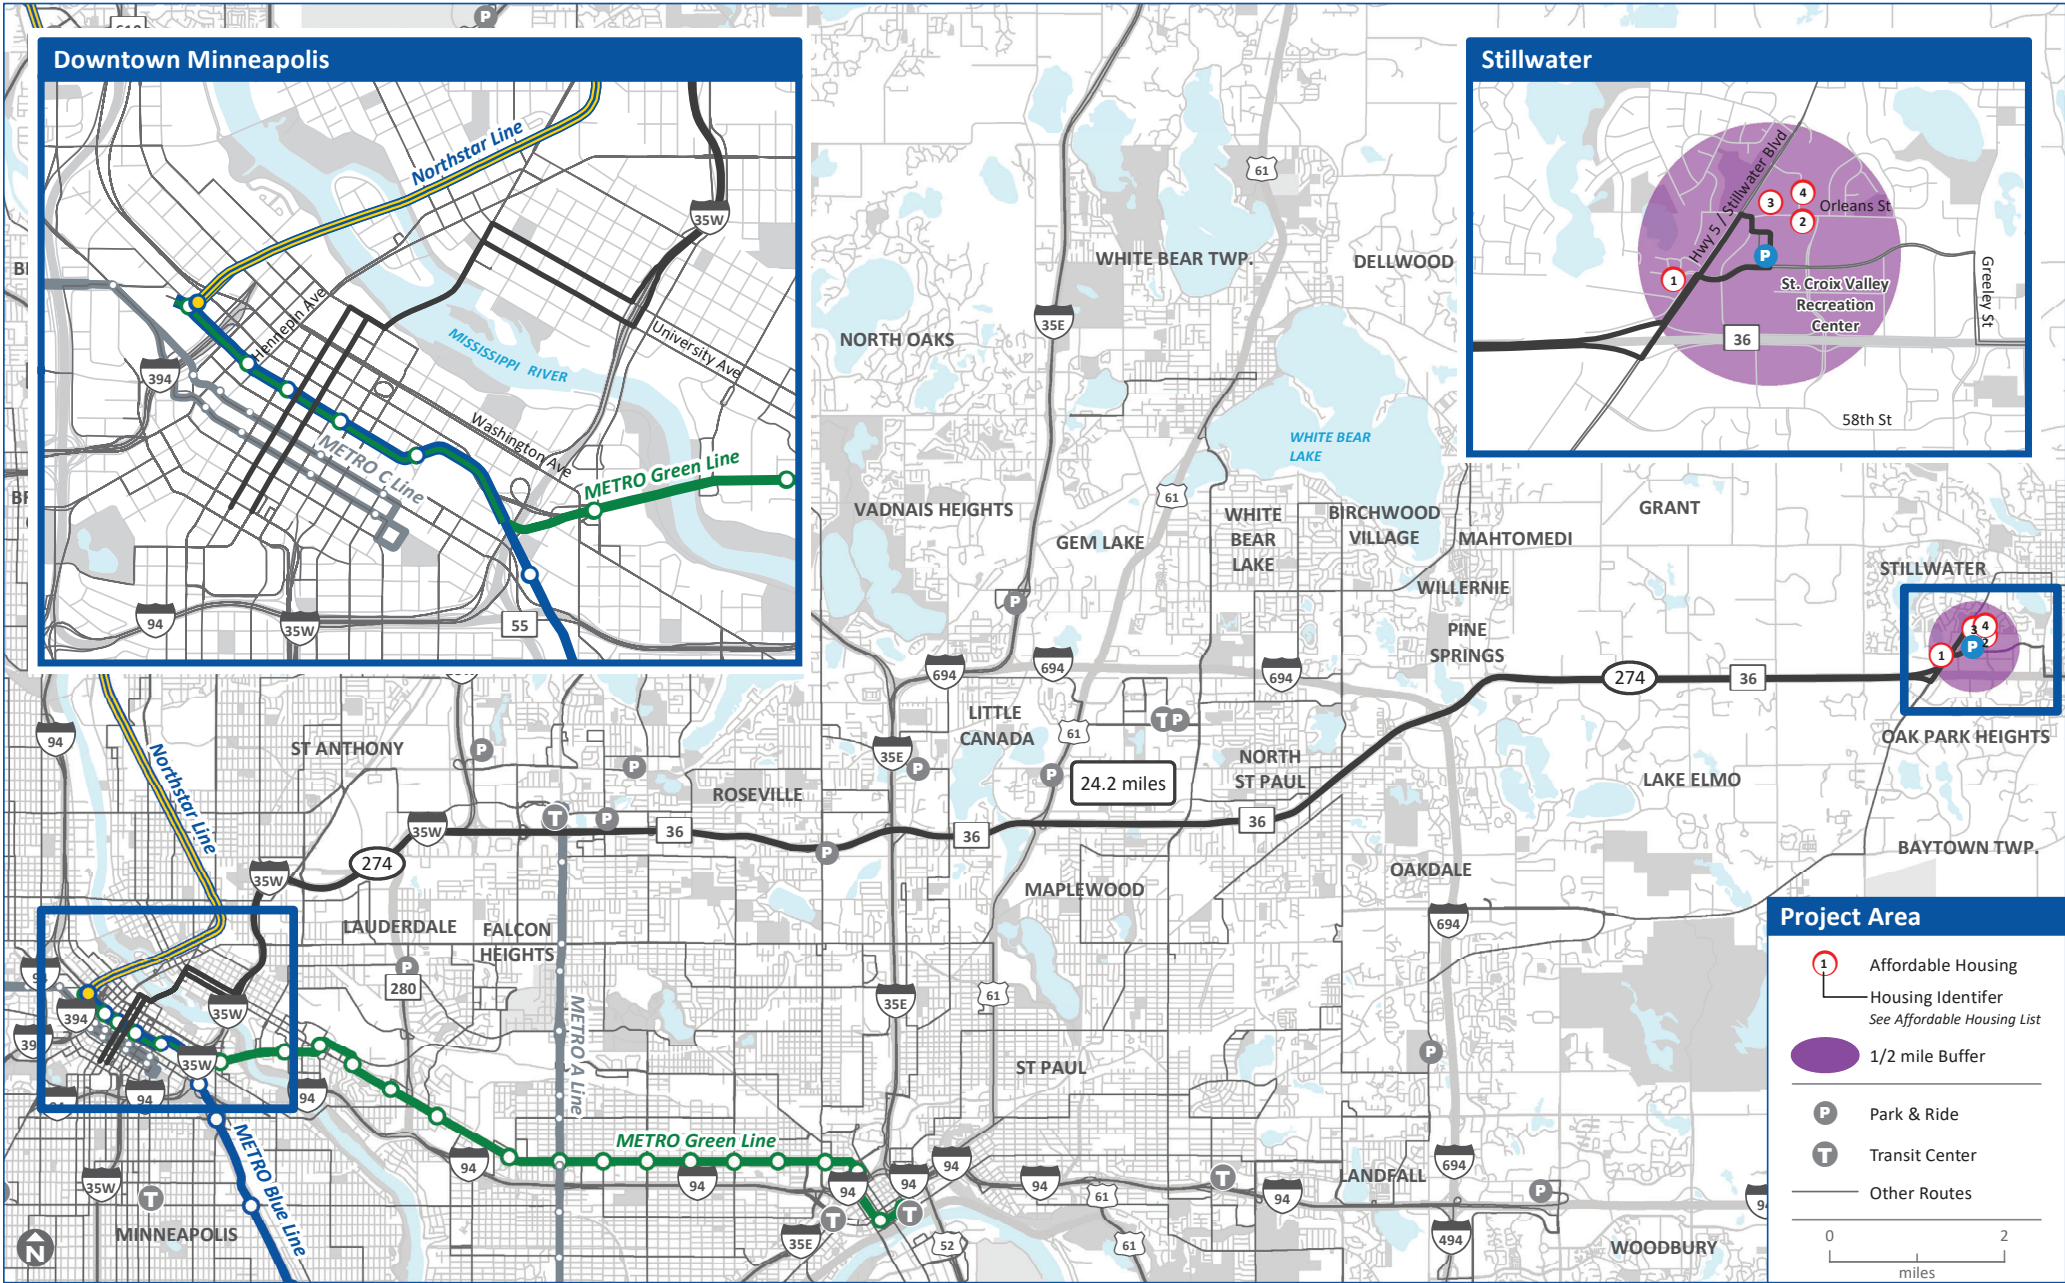 Downtown Minneapolis
Northstar Line
35W
Hennepin Ave
MISSISSIPPI RIVER
University Ave
394
Washington Ave
METRO C Line
METRO Green Line
94
35W
55
Stillwater
Hwy 5 / Stillwater Blvd
4
3
Orleans St
2
P
1
St. Croix Valley
Recreation
Center
Greeley St
36
58th St
P
61
WHITE BEAR TWP.
DELLWOOD
35E
NORTH OAKS
WHITE BEAR
LAKE
61
VADNAIS HEIGHTS
GEM LAKE
WHITE
BEAR
LAKE
BIRCHWOOD
VILLAGE
MAHTOMEDI
GRANT
WILLERNIE
STILLWATER
P
PINE
SPRINGS
4
3
2
P
1
694
694
694
274
36
LITTLE
CANADA
61
T
P
OAK PARK HEIGHTS
94
Northstar Line
ST ANTHONY
P
P
35E
P
P
24.2 miles
NORTH
ST PAUL
LAKE ELMO
ROSEVILLE
T
P
35W
36
36
36
274
P
35W
BAYTOWN TWP.
OAKDALE
MAPLEWOOD
LAUDERDALE
FALCON
HEIGHTS
694
P
280
35E
61
394
35W
METRO A Line
35W
P
ST PAUL
94
94
METRO Green Line
METRO Blue Line
94
94
94
94
94
94
94
T
35W
T
61
LANDFALL
694
P
MINNEAPOLIS
T
T
35E
52
61
494
WOODBURY
N
Project Area
1
Affordable Housing
Housing Identifer
See Affordable Housing List
1/2 mile Buffer
P
Park & Ride
T
Transit Center
Other Routes
0
2
miles